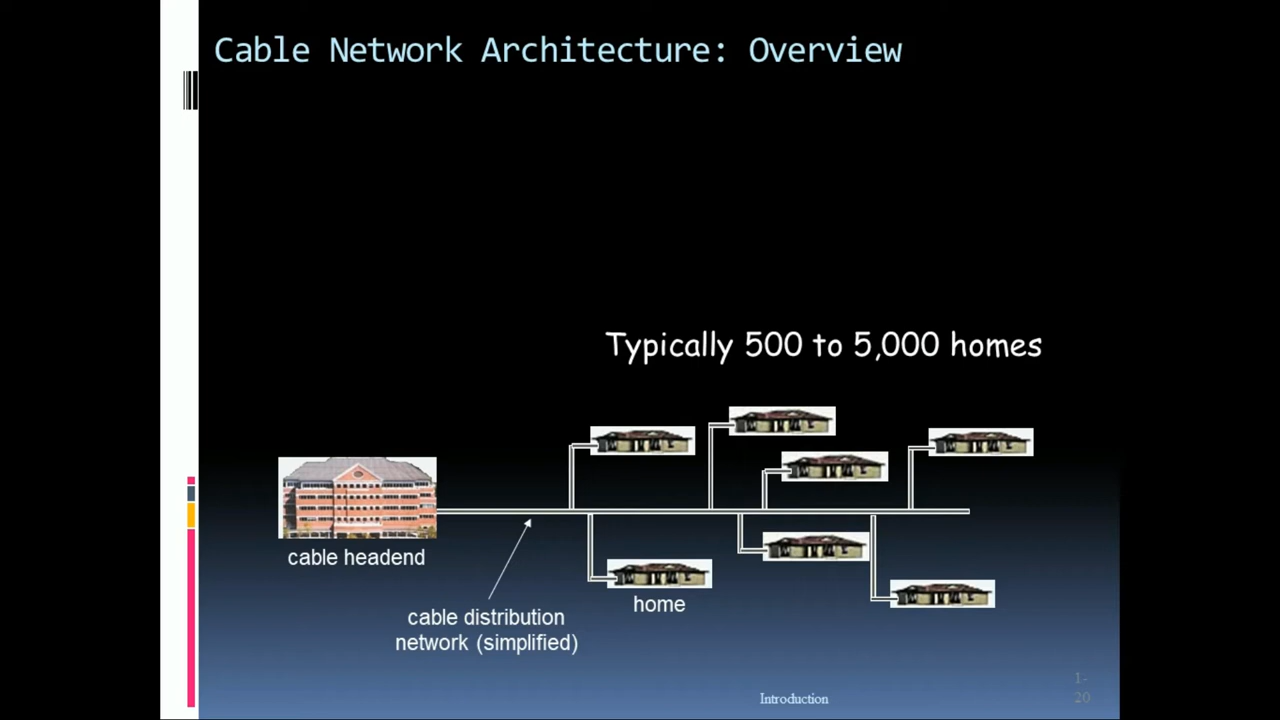 Cable Network Architecture: Overview
Typically 500 to 5,000 homes
cable headend
home
cable distribution
network (simplified)
Introduction
1-
20